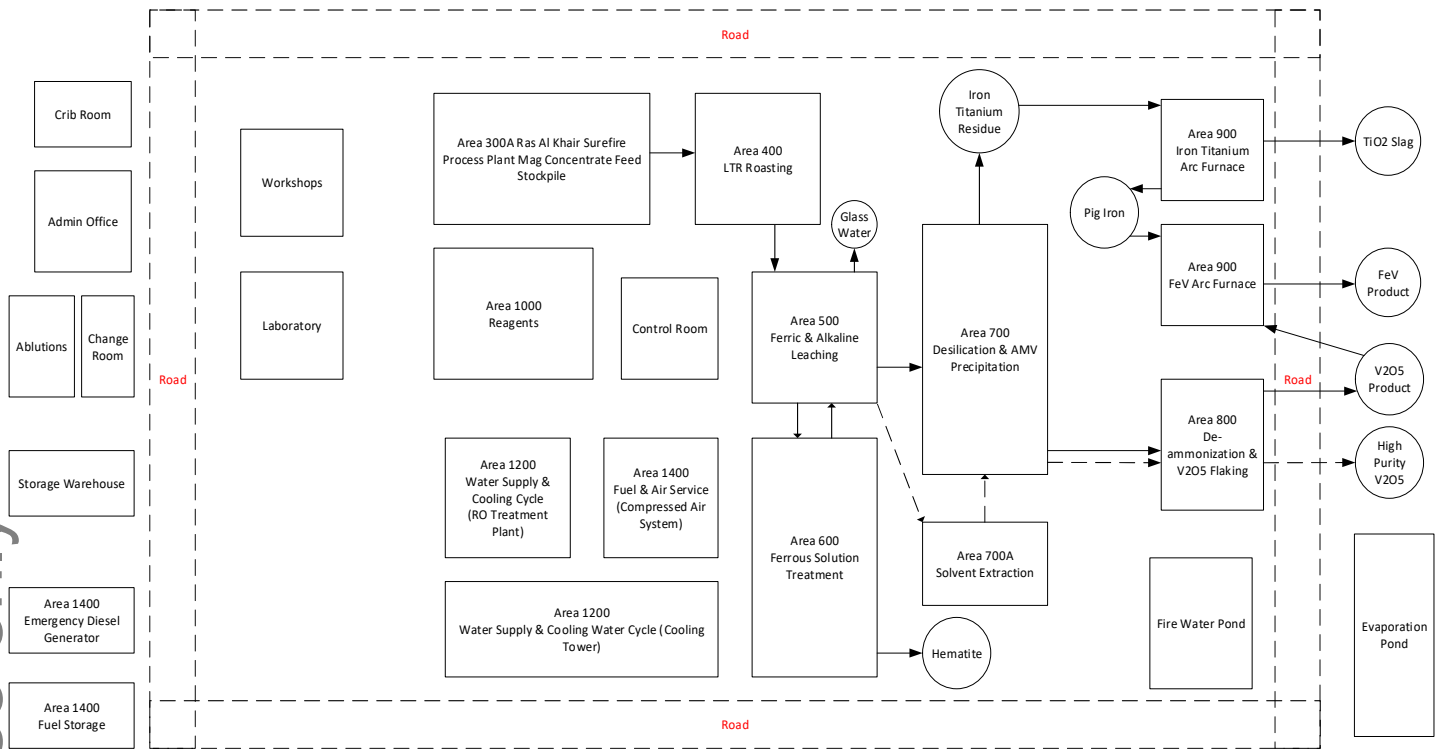 Road
Crib Room
Admin Office
Ablutions
Change
Room
Storage Warehouse
Area 1400
Emergency Diesel
Generator
Area 1400
Fuel Storage
Road
Workshops
Laboratory
Area 300A Ras Al Khair Surefire
Process Plant Mag Concentrate Feed
Stockpile
Area 400
LTR Roasting
Area 1000
Reagents
Control Room
Glass
Water
Area 500
Ferric & Alkaline
Leaching
Area 1200
Water Supply &
Cooling Cycle
(RO Treatment
Plant)
Area 1400
Fuel & Air Service
(Compressed Air
System)
Area 1200
Water Supply & Cooling Water Cycle (Cooling
Tower)
Area 600
Ferrous Solution
Treatment
Iron
Titanium
Residue
Area 700
Desilication & AMV
Precipitation
Area 700A
Solvent Extraction
Hematite
Area 900
Iron Titanium
Arc Furnace
Pig Iron
Area 900
FeV Arc Furnace
Area 800
De-
ammonization &
V2O5 Flaking
Fire Water Pond
Road
TiO2 Slag
FeV
Product
V2O5
Product
High
Purity
V2O5
Evaporation
Pond
Road